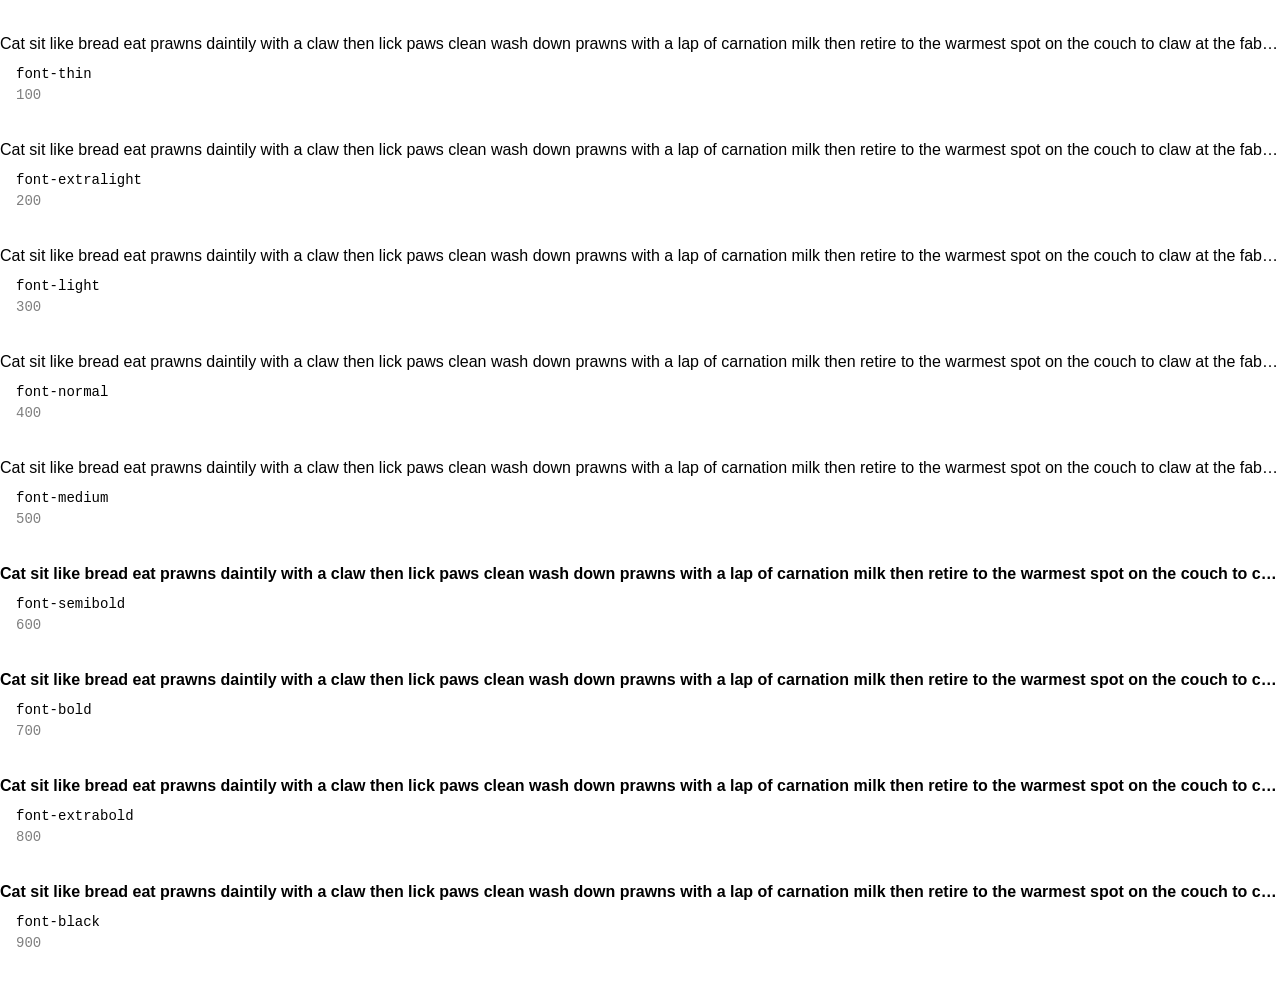 Cat sit like bread eat prawns daintily with a claw then lick paws clean wash down prawns with a lap of carnation milk then retire to the warmest spot on the couch to claw at the fab…
font-thin
100
Cat sit like bread eat prawns daintily with a claw then lick paws clean wash down prawns with a lap of carnation milk then retire to the warmest spot on the couch to claw at the fab…
font-extralight
200
Cat sit like bread eat prawns daintily with a claw then lick paws clean wash down prawns with a lap of carnation milk then retire to the warmest spot on the couch to claw at the fab…
font-light
300
Cat sit like bread eat prawns daintily with a claw then lick paws clean wash down prawns with a lap of carnation milk then retire to the warmest spot on the couch to claw at the fab…
font-normal
400
Cat sit like bread eat prawns daintily with a claw then lick paws clean wash down prawns with a lap of carnation milk then retire to the warmest spot on the couch to claw at the fab…
font-medium
500
Cat sit like bread eat prawns daintily with a claw then lick paws clean wash down prawns with a lap of carnation milk then retire to the warmest spot on the couch to c…
font-semibold
600
Cat sit like bread eat prawns daintily with a claw then lick paws clean wash down prawns with a lap of carnation milk then retire to the warmest spot on the couch to c…
font-bold
700
Cat sit like bread eat prawns daintily with a claw then lick paws clean wash down prawns with a lap of carnation milk then retire to the warmest spot on the couch to c…
font-extrabold
800
Cat sit like bread eat prawns daintily with a claw then lick paws clean wash down prawns with a lap of carnation milk then retire to the warmest spot on the couch to c…
font-black
900